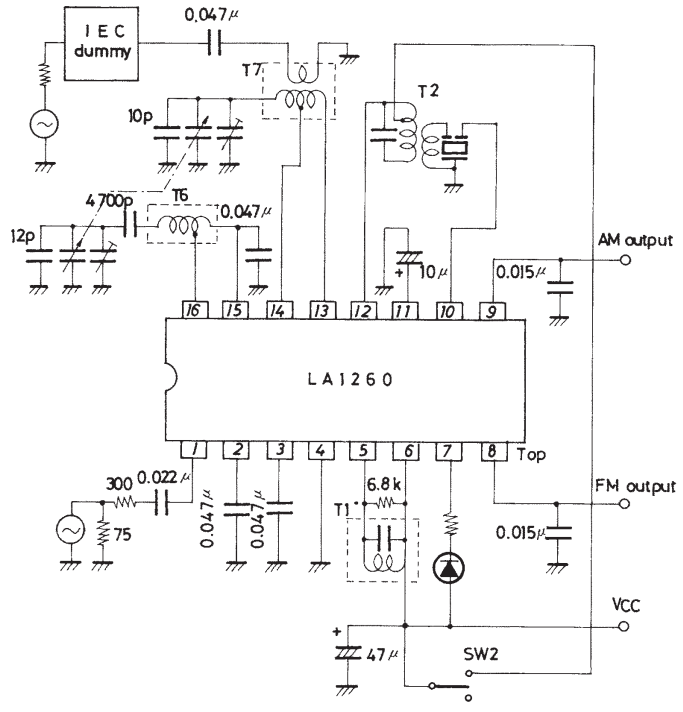 0.047μ
IEC
dummy
T7
T2
10p
4700p
T6
0.047μ
12p
+
10μ
0.015μ
AM output
16
15
14
13
12
11
10
9
LA1260
1
2
3
4
5
6
7
8
Top
300
0.022μ
75
0.047μ
0.047μ
6.8k
T1
FM output
0.015μ
+
47μ
VCC
SW2